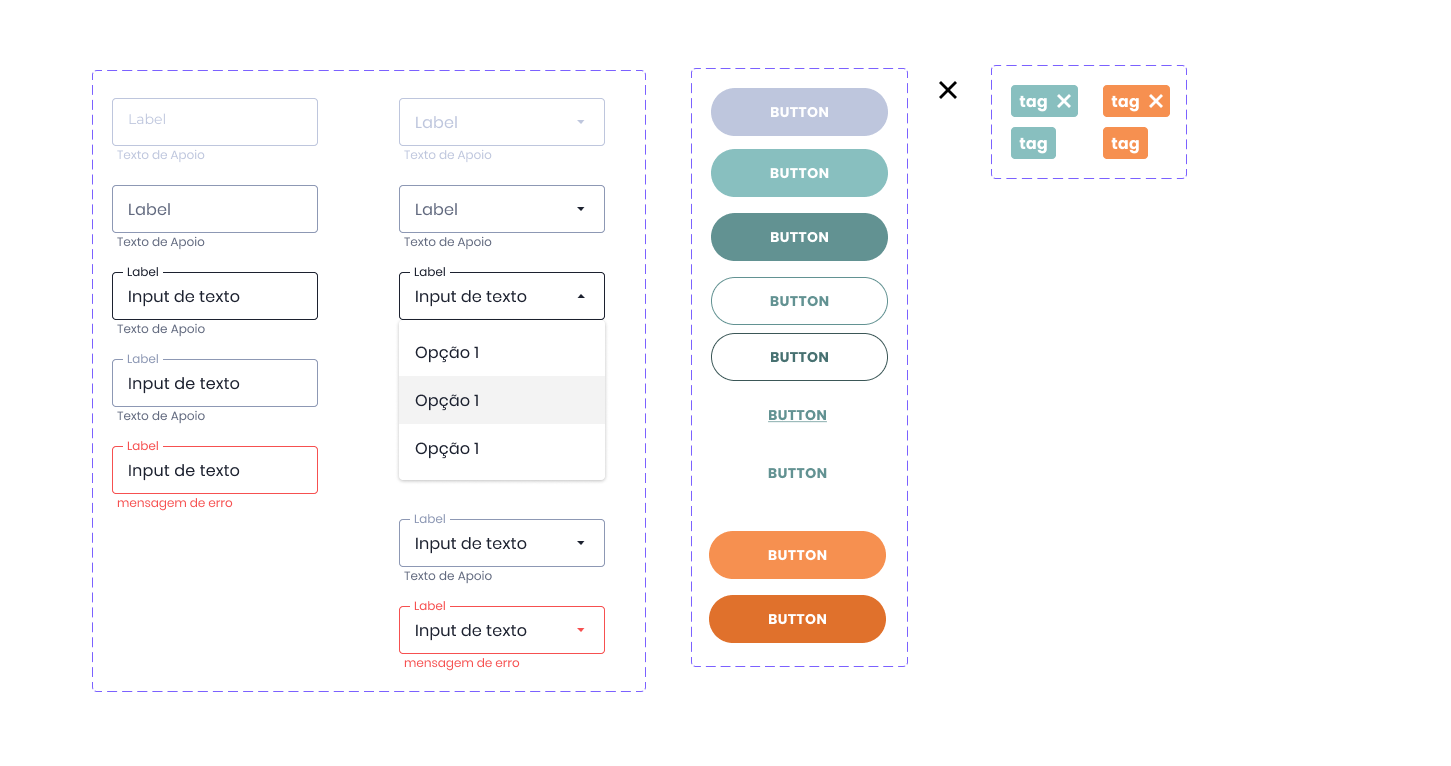 Label
Texto de Apoio
Label
Texto de Apoio
Label
Input de texto
Texto de Apoio
Label
Input de texto
Texto de Apoio
Label
Input de texto
mensagem de erro
Label
Texto de Apoio
Label
Texto de Apoio
Label
Input de texto
Opção 1
Opção 1
Opção 1
Label
Input de texto
Texto de Apoio
Label
Input de texto
mensagem de erro
BUTTON
BUTTON
BUTTON
BUTTON
BUTTON
BUTTON
BUTTON
BUTTON
BUTTON
tag
tag
tag
tag